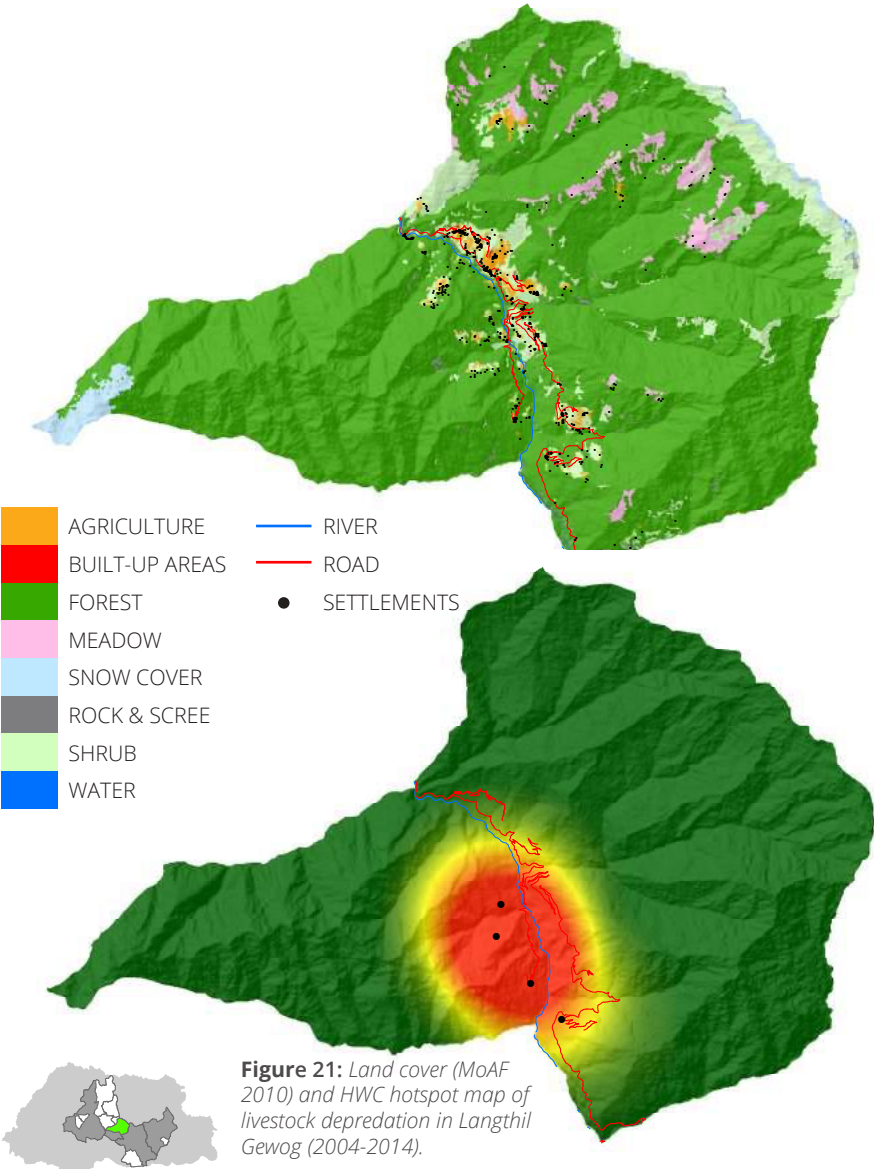 AGRICULTURE
BUILT-UP AREAS
FOREST
MEADOW
SNOW COVER
ROCK & SCREE
SHRUB
WATER
RIVER
ROAD
SETTLEMENTS
Figure 21: Land cover (MoAF
2010) and HWC hotspot map of
livestock depredation in Langthil
Gewog (2004-2014).